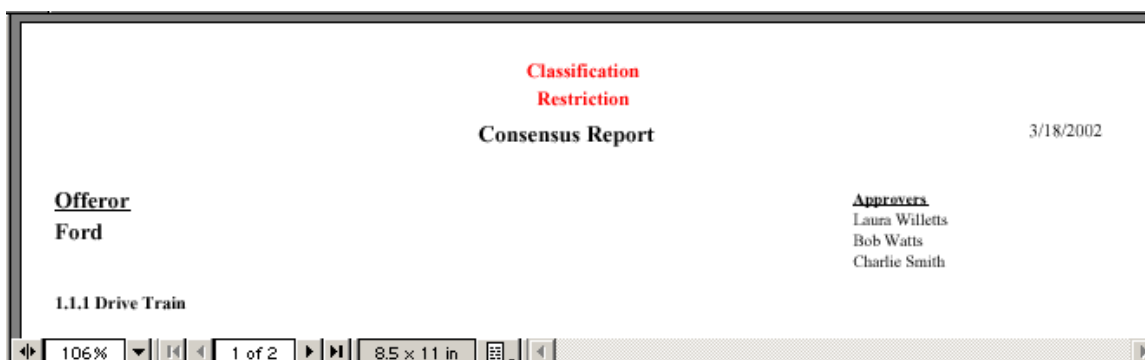 Classification
Restriction
Consensus Report
3/18/2002
Offeror
Ford
Approvers
Laura Willetts
Bob Watts
Charlie Smith
1.1.1 Drive Train
106% 1 of 2 8.5 x 11 in